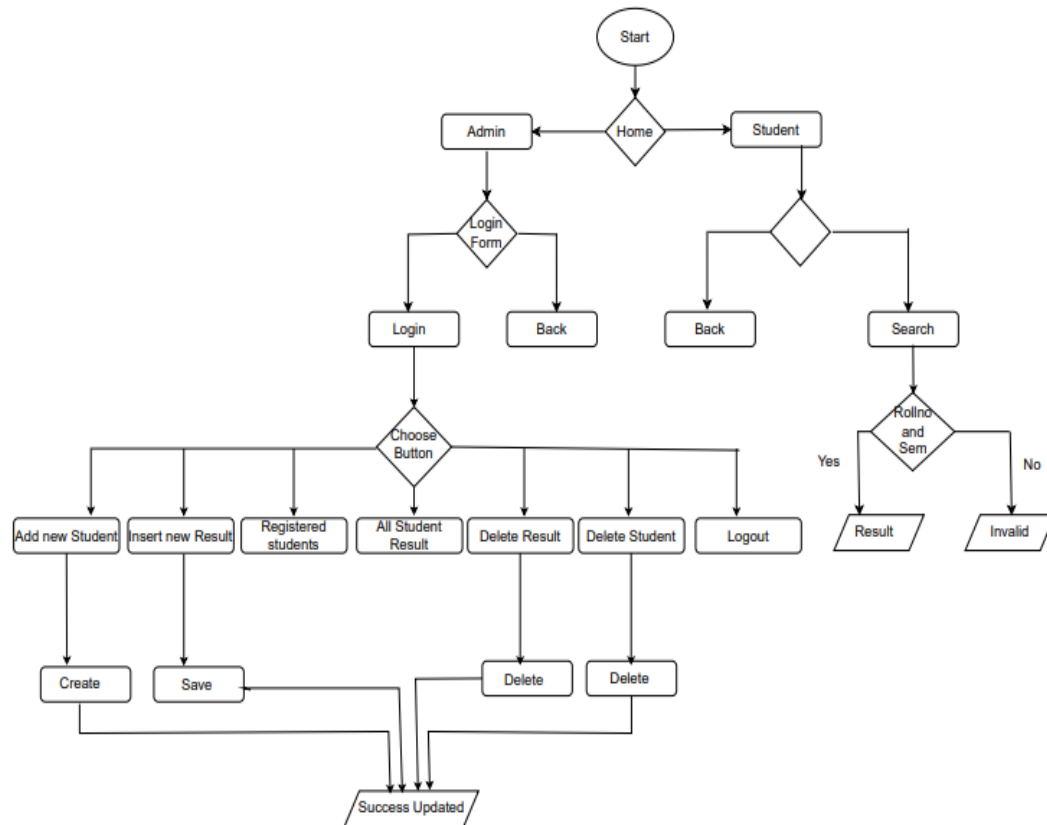 Start
Admin
Home
Student
Login
Form
Login
Back
Back
Search
Choose
Button
Rollno
and
Sem
Yes
No
Add new Student
Insert new Result
Registered
students
All Student
Result
Delete Result
Delete Student
Logout
Result
Invalid
Create
Save
Delete
Delete
Success Updated